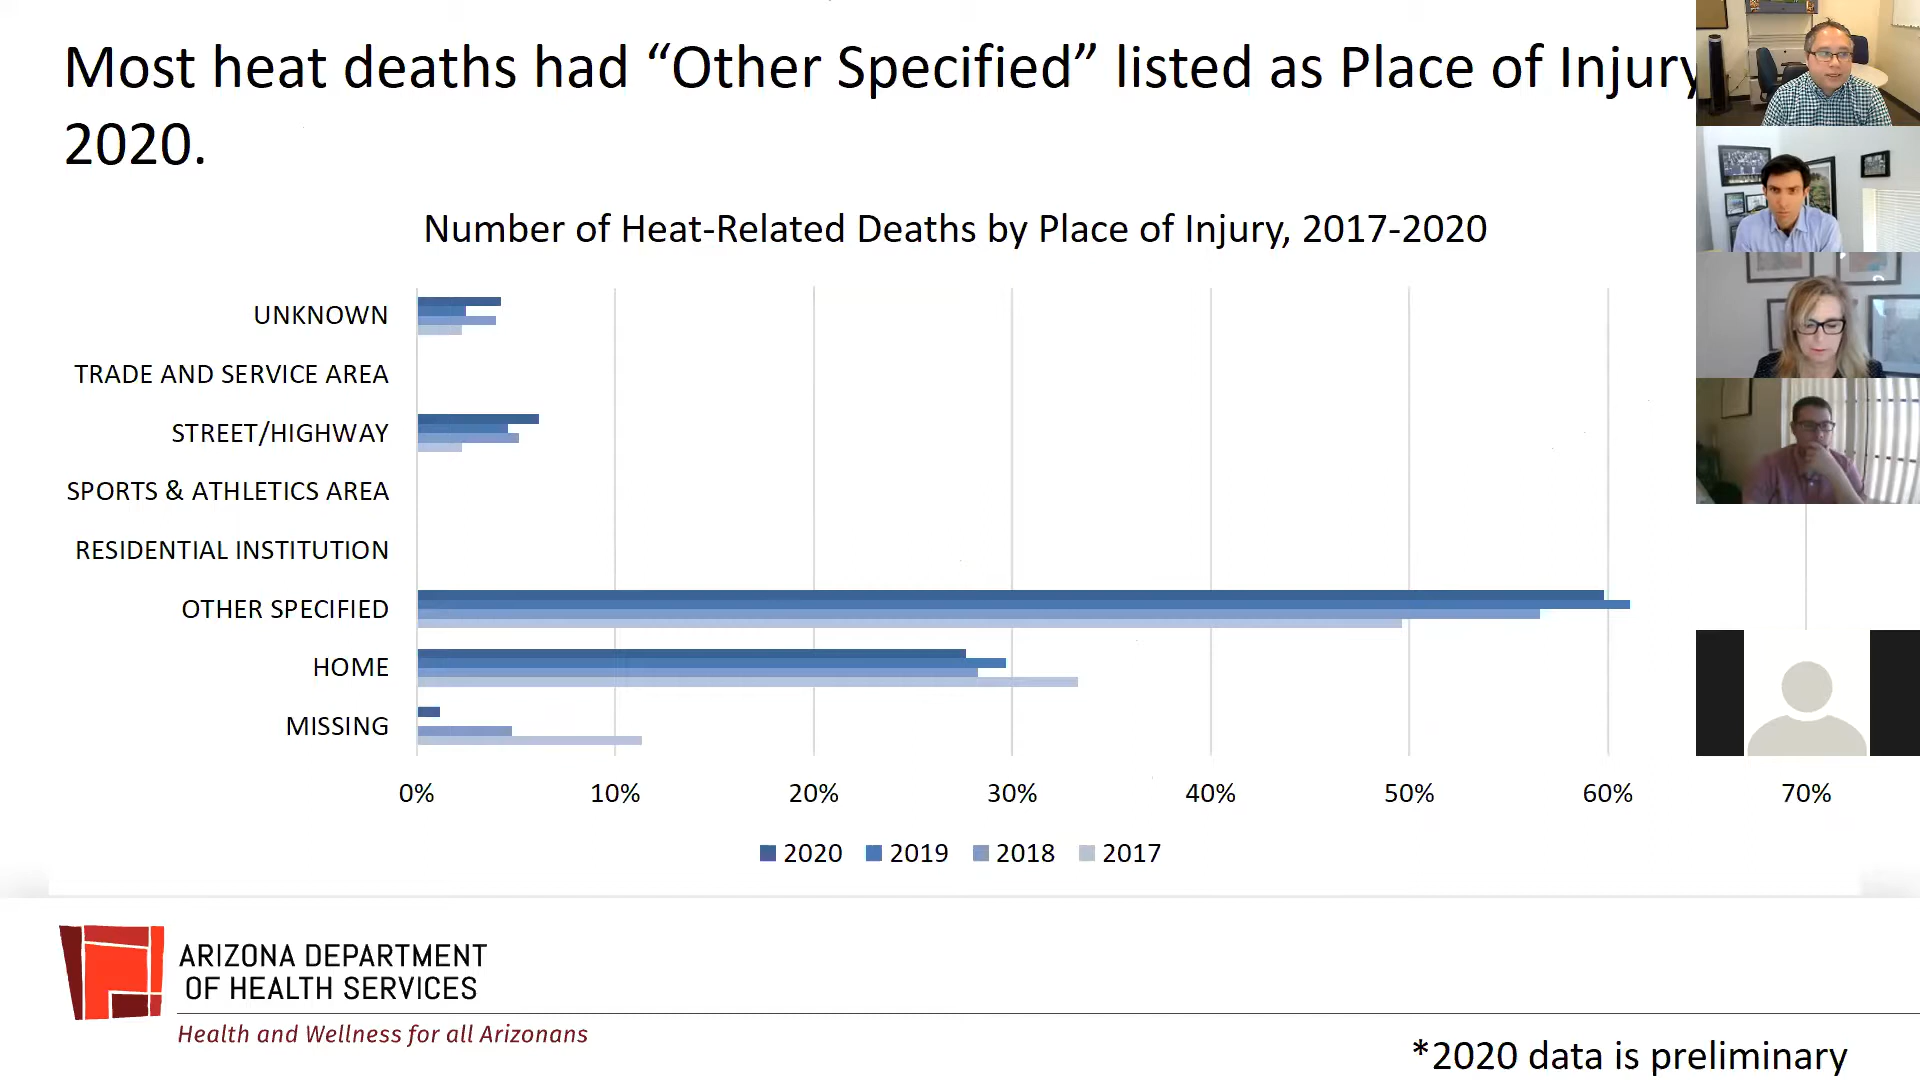 Most heat deaths had “Other Specified” listed as Place of Injury
2020.
Number of Heat-Related Deaths by Place of Injury, 2017-2020
UNKNOWN
TRADE AND SERVICE AREA
STREET/HIGHWAY
SPORTS & ATHLETICS AREA
RESIDENTIAL INSTITUTION
OTHER SPECIFIED
HOME
MISSING
0% 10% 20% 30% 40% 50% 60% 70%
2020 2019 2018 2017
ARIZONA DEPARTMENT
OF HEALTH SERVICES
Health and Wellness for all Arizonans
*2020 data is preliminary